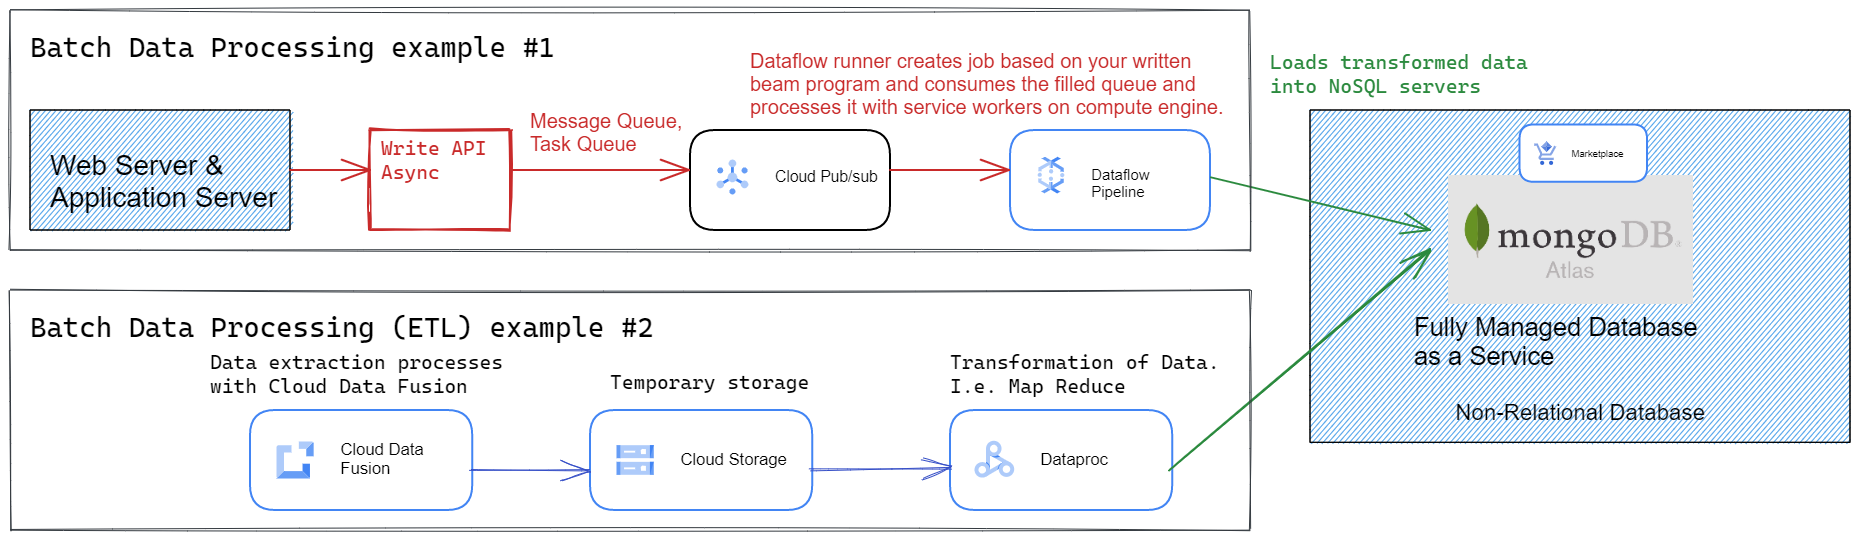 Batch Data Processing example #1
Web Server &
Application Server
Write API
Async
Message Queue,
Task Queue
Cloud Pub/sub
Dataflow runner creates job based on your written
beam program and consumes the filled queue and
processes it with service workers on compute engine.
Dataflow
Pipeline
Loads transformed data
into NoSQL servers
Marketplace
mongoDB
Atlas
Fully Managed Database
as a Service
Non-Relational Database
Batch Data Processing (ETL) example #2
Data extraction processes
with Cloud Data Fusion
Cloud Data
Fusion
Temporary storage
Cloud Storage
Transformation of Data.
I.e. Map Reduce
Dataproc